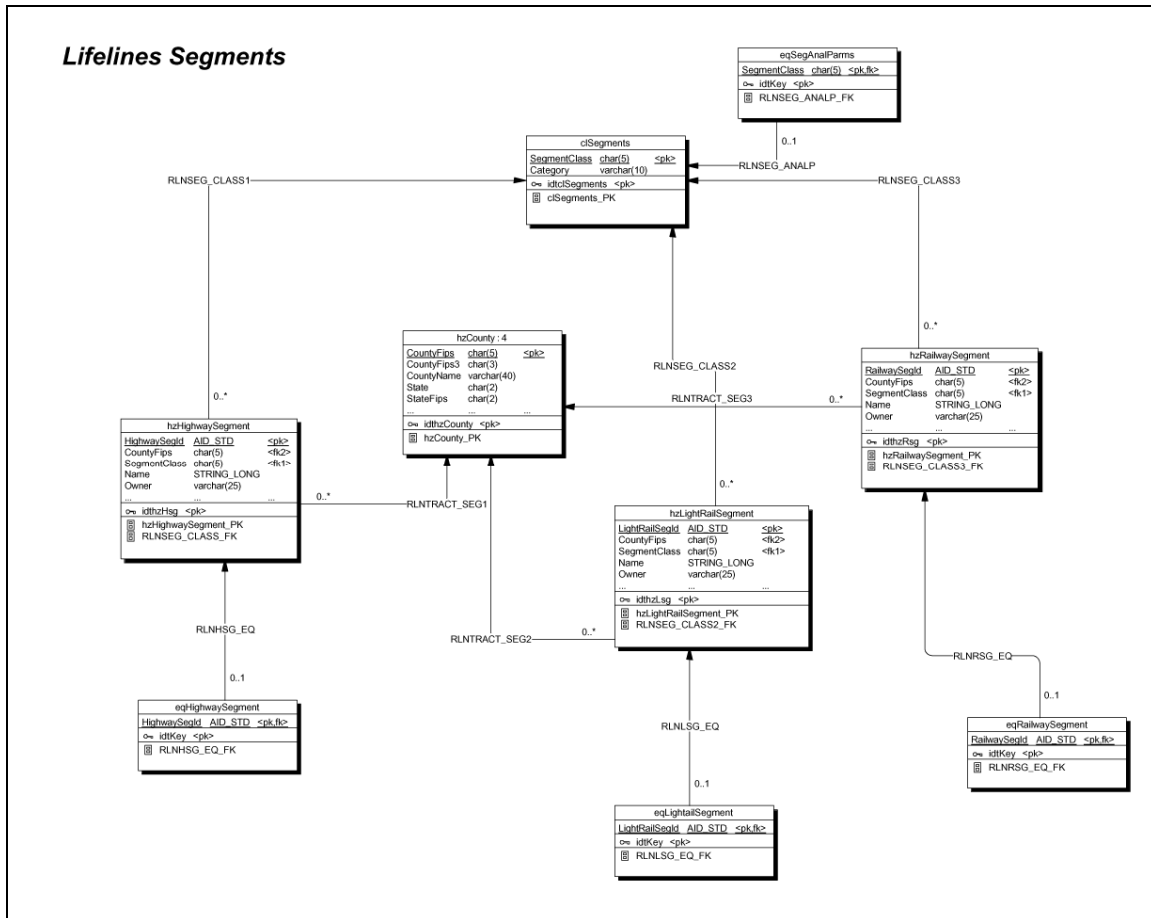 Lifelines Segments
eqSegAnalParms
SegmentClass char(5) <pk,fk>
idtKey <pk>
RLNSEG_ANALP_FK
0..1
RLNSEG_ANALP
clSegments
SegmentClass char(5) <pk>
Category varchar(10)
idtclSegments <pk>
clSegments_PK
RLNSEG_CLASS1
RLNSEG_CLASS3
hzCounty : 4
CountyFips char(5) <pk>
CountyFips3 char(3)
CountyName varchar(40)
State char(2)
StateFips char(2)
... ... ...
idthzCounty <pk>
hzCounty_PK
RLNSEG_CLASS2
RLNTRACT_SEG3
0..*
0..*
hzRailwaySegment
RailwaySegId AID_STD <pk>
CountyFips char(5) <fk2>
SegmentClass char(5) <fk1>
Name STRING_LONG
Owner varchar(25)
... ... ...
idthzRsg <pk>
hzRailwaySegment_PK
RLNSEG_CLASS3_FK
0..*
hzHighwaySegment
HighwaySegId AID_STD <pk>
CountyFips char(5) <fk2>
SegmentClass char(5) <fk1>
Name STRING_LONG
Owner varchar(25)
... ... ...
idthzHsg <pk>
hzHighwaySegment_PK
RLNSEG_CLASS_FK
0..*
RLNTRACT_SEG1
0..*
hzLightRailSegment
LightRailSegId AID_STD <pk>
CountyFips char(5) <fk2>
SegmentClass char(5) <fk1>
Name STRING_LONG
Owner varchar(25)
... ... ...
idthzLsg <pk>
hzLightRailSegment_PK
RLNSEG_CLASS2_FK
RLNTRACT_SEG2
0..*
RLNHSG_EQ
0..1
eqHighwaySegment
HighwaySegId AID_STD <pk,fk>
idtKey <pk>
RLNHSG_EQ_FK
RLNLSG_EQ
0..1
eqLightailSegment
LightRailSegId AID_STD <pk,fk>
idtKey <pk>
RLNLSG_EQ_FK
RLNRSG_EQ
0..1
eqRailwaySegment
RailwaySegId AID_STD <pk,fk>
idtKey <pk>
RLNRSG_EQ_FK